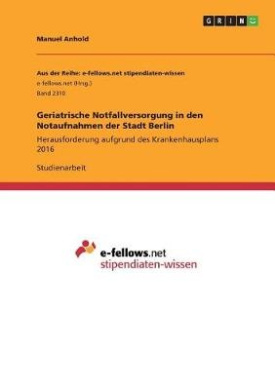 GRIN
Manuel Anhold
Aus der Reihe: e-fellows.net stipendiaten-wissen
e-fellows.net (Hrsg.)
Band 2310
Geriatrische Notfallversorgung in den
Notaufnahmen der Stadt Berlin
Herausforderung aufgrund des Krankenhausplans
2016
Studienarbeit
e-fellows.net
stipendiaten-wissen